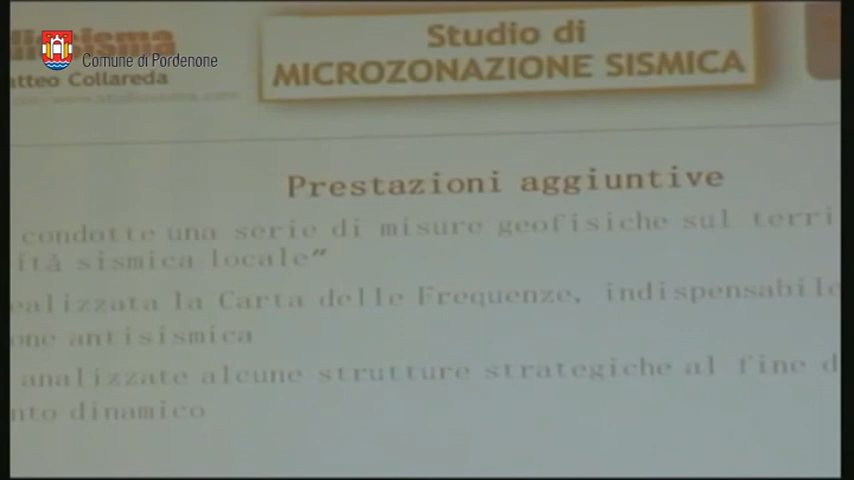 Comune di Pordenone
Matteo Collareda
Studio di
MICROZONAZIONE SISMICA
Prestazioni aggiuntive
condotte una serie di misure geofisiche sul terri
ità sismica locale”
ealizzata la Carta delle Frequenze, indispensabile
one antisismica
analizzate alcune strutture strategiche al fine d
nto dinamico